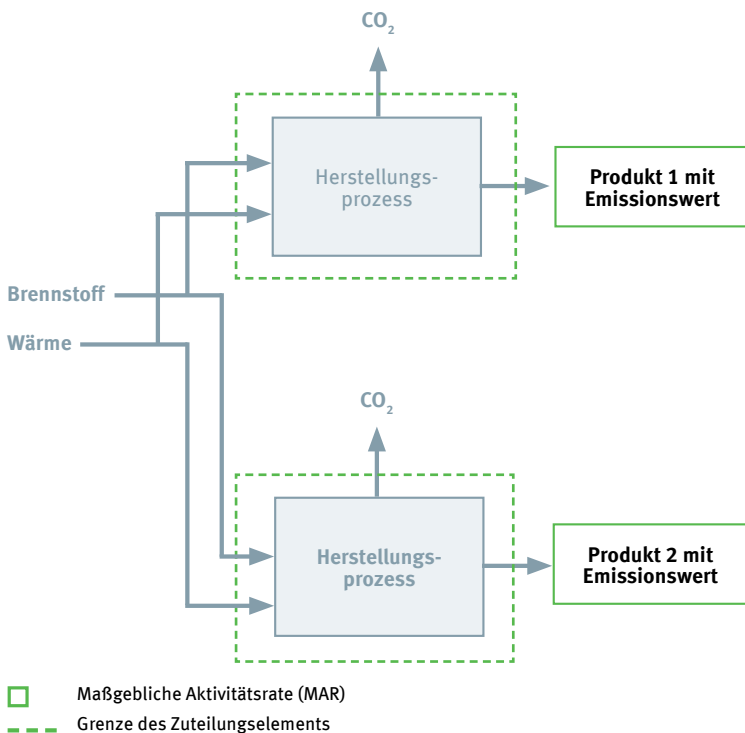 CO₂
Herstellungs-
prozess
Produkt 1 mit
Emissionswert
Brennstoff
Wärme
CO₂
Herstellungs-
prozess
Produkt 2 mit
Emissionswert
Maßgebliche Aktivitätsrate (MAR)
Grenze des Zuteilungselements